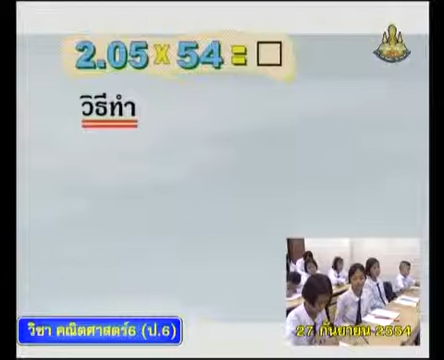 2.05 x 54 = □
วิธีทำ
27 กันยายน 2554
วิชา คณิตศาสตร์6 (ป.6)